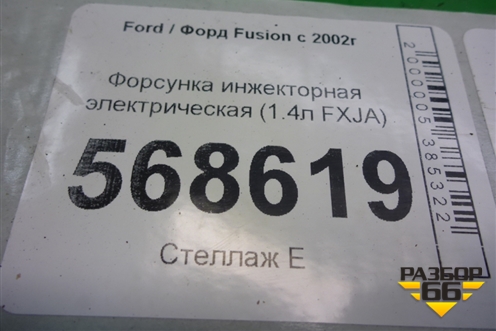 Ford / Форд Fusion с 2002г
Форсунка инжекторная
электрическая (1.4л FXJA)
568619
Стеллаж Е
2000005385322
РАЗБОР
66